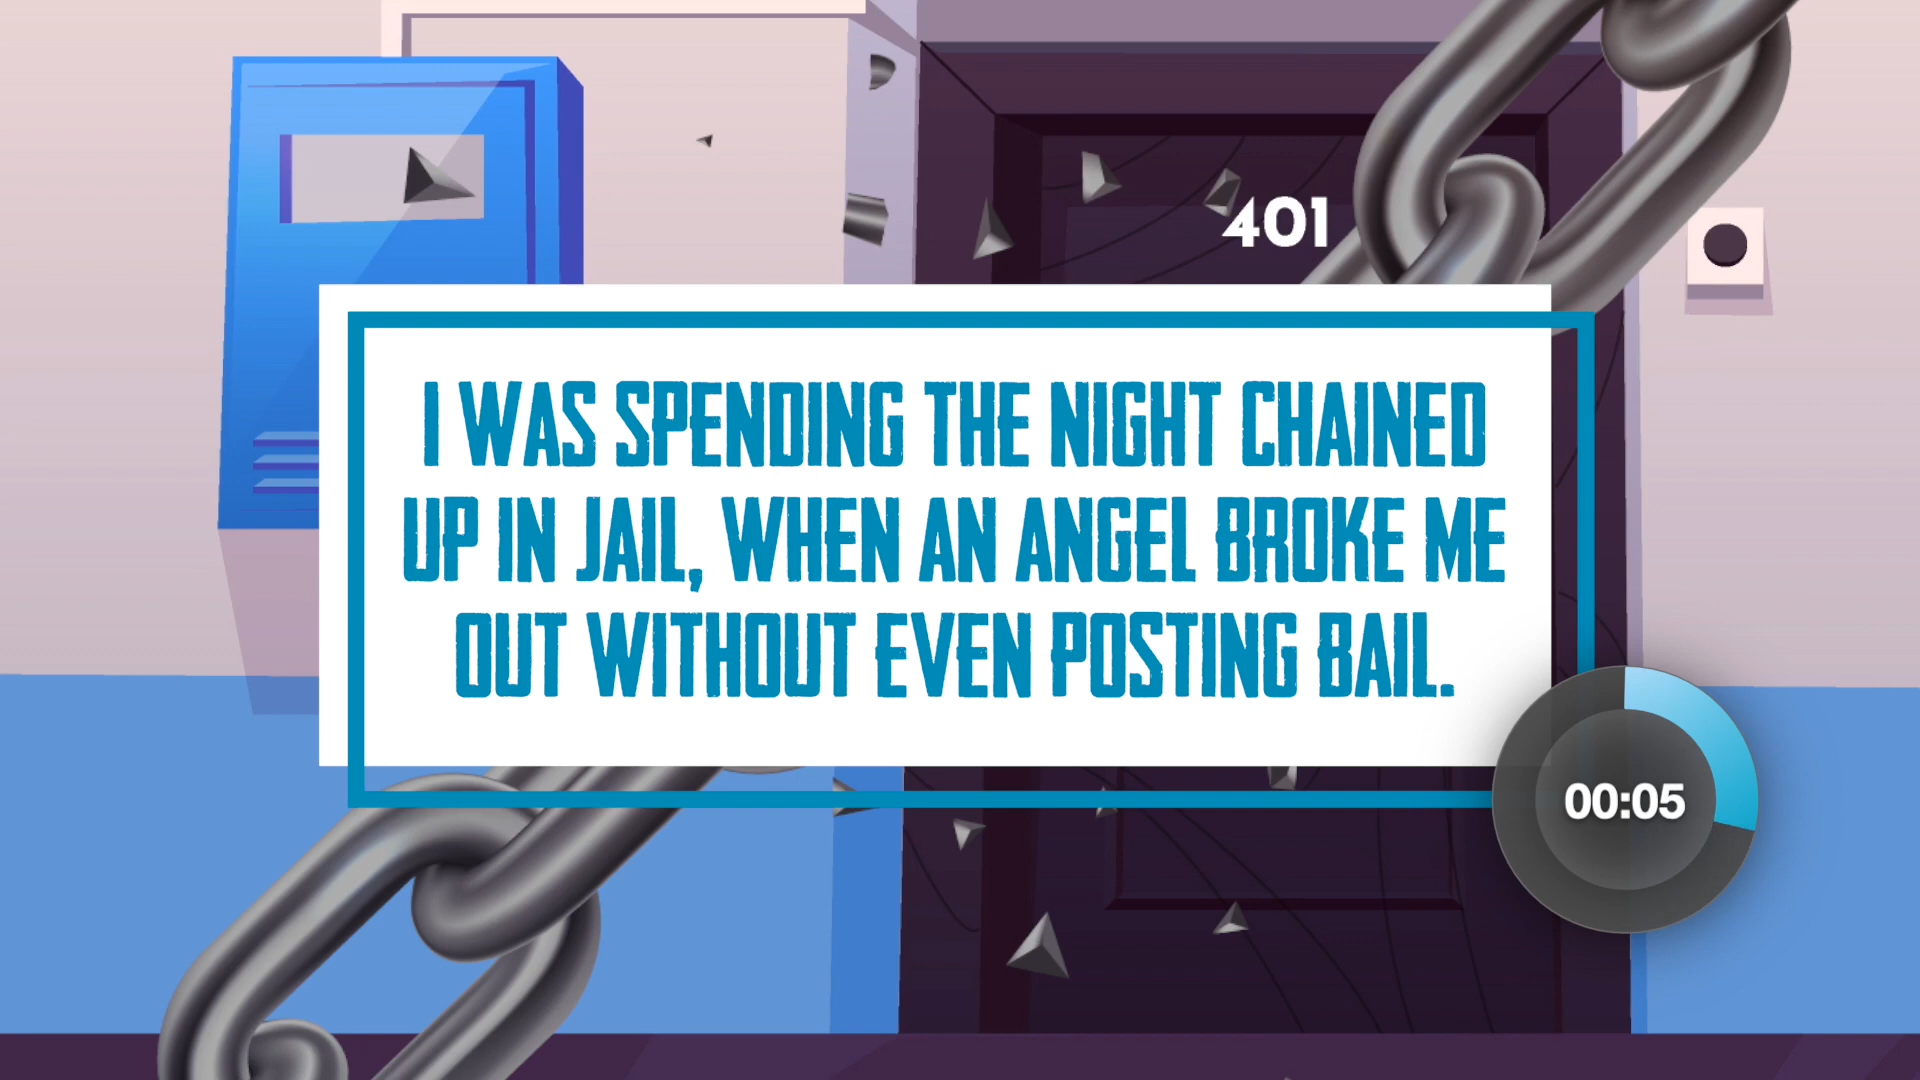 401
I WAS SPENDING THE NIGHT CHAINED
UP IN JAIL, WHEN AN ANGEL BROKE ME
OUT WITHOUT EVEN POSTING BAIL.
00:05